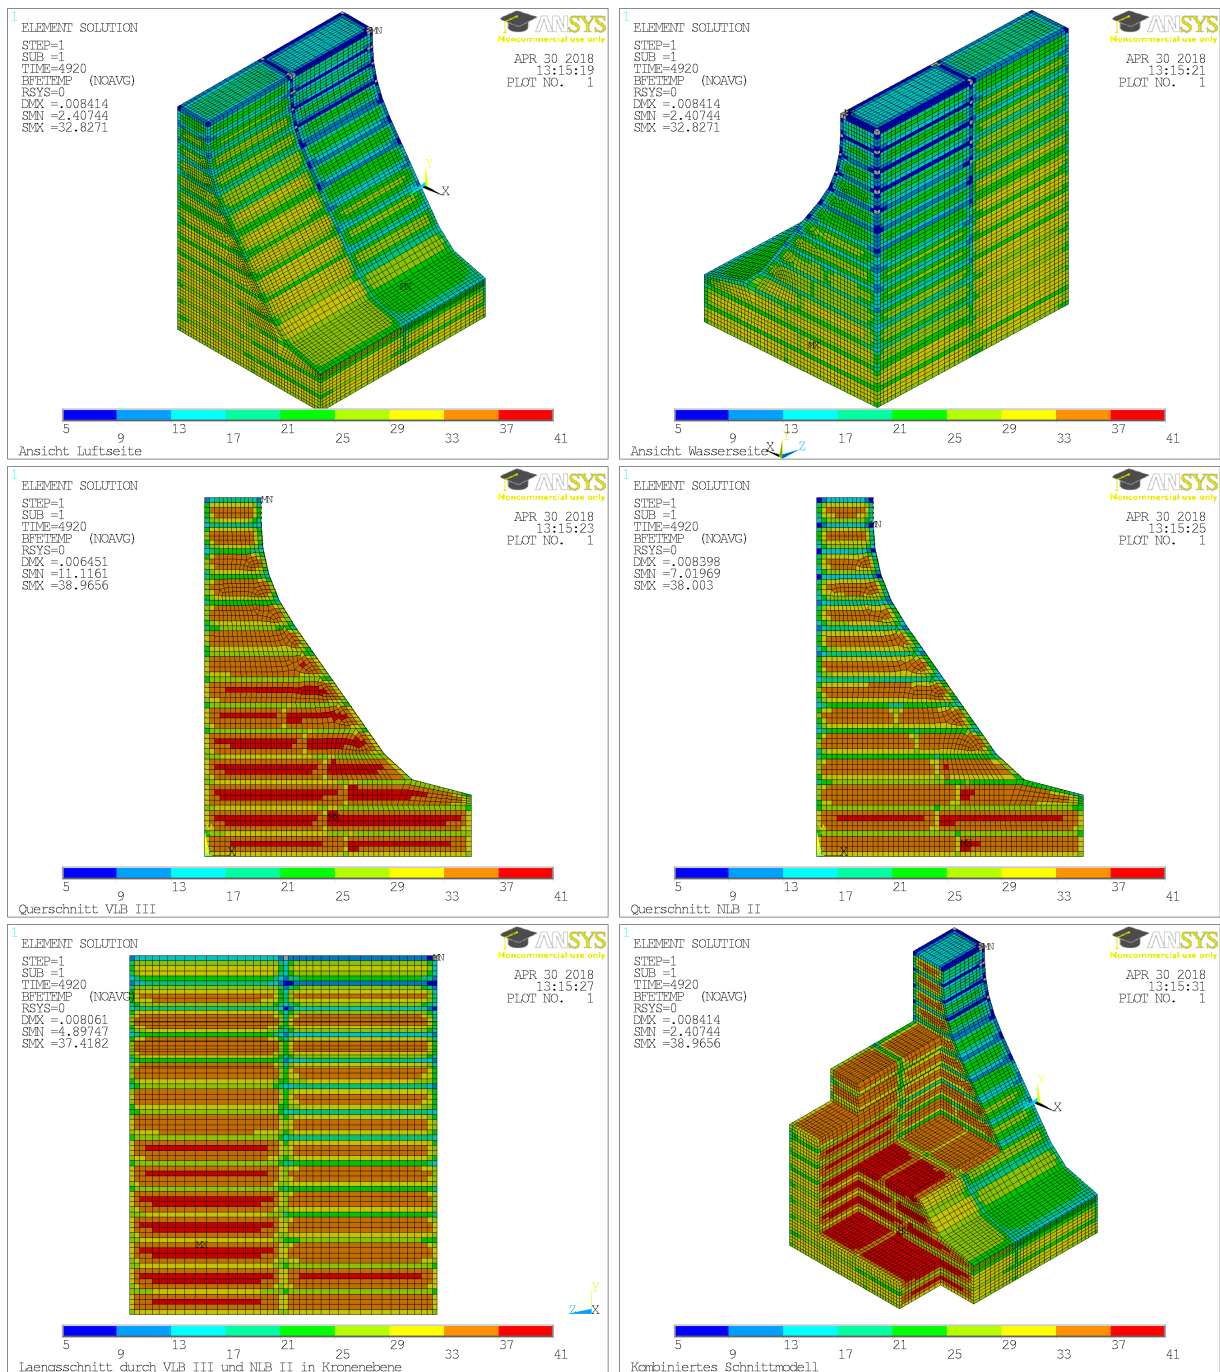 1
ELEMENT SOLUTION
STEP=1
SUB =1
TIME=4920
BFETEMP (NOAVG)
RSYS=0
DMX =.008414
SMN =2.40744
SMX =32.8271
ANSYS
Noncommercial use only
APR 30 2018
13:15:19
PLOT NO. 1
MN
Y
X
MN
5 9 13 17 21 25 29 33 37 41
Ansicht Luftseite
1
ELEMENT SOLUTION
STEP=1
SUB =1
TIME=4920
BFETEMP (NOAVG)
RSYS=0
DMX =.008414
SMN =2.40744
SMX =32.8271
ANSYS
Noncommercial use only
APR 30 2018
13:15:21
PLOT NO. 1
MN
5 9 13 17 21 25 29 33 37 41
Ansicht Wasserseite
X Y Z
1
ELEMENT SOLUTION
STEP=1
SUB =1
TIME=4920
BFETEMP (NOAVG)
RSYS=0
DMX =.006451
SMN =11.1161
SMX =38.9656
ANSYS
Noncommercial use only
APR 30 2018
13:15:23
PLOT NO. 1
MN
X
5 9 13 17 21 25 29 33 37 41
Querschnitt VLB III
1
ELEMENT SOLUTION
STEP=1
SUB =1
TIME=4920
BFETEMP (NOAVG)
RSYS=0
DMX =.008398
SMN =7.01969
SMX =38.003
ANSYS
Noncommercial use only
APR 30 2018
13:15:25
PLOT NO. 1
MN
X
5 9 13 17 21 25 29 33 37 41
Querschnitt NLB II
1
ELEMENT SOLUTION
STEP=1
SUB =1
TIME=4920
BFETEMP (NOAVG)
RSYS=0
DMX =.008061
SMN =4.89747
SMX =37.4182
ANSYS
Noncommercial use only
APR 30 2018
13:15:27
PLOT NO. 1
MN
MN
Y
Z X
5 9 13 17 21 25 29 33 37 41
Laengsschnitt durch VLB III und NLB II in Kronenebene
1
ELEMENT SOLUTION
STEP=1
SUB =1
TIME=4920
BFETEMP (NOAVG)
RSYS=0
DMX =.008414
SMN =2.40744
SMX =38.9656
ANSYS
Noncommercial use only
APR 30 2018
13:15:31
PLOT NO. 1
MN
Y
X
5 9 13 17 21 25 29 33 37 41
Kombiniertes Schnittmodell